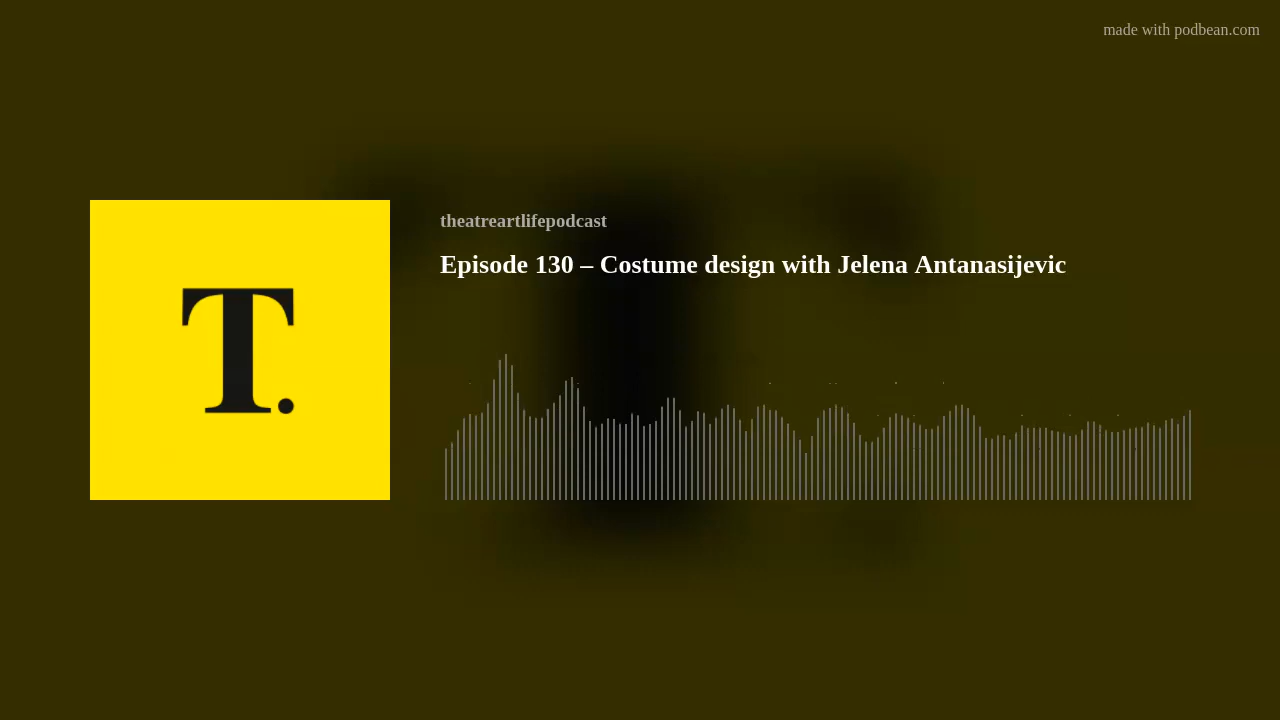 made with podbean.com
theatreartlifepodcast
Episode 130 – Costume design with Jelena Antanasijevic
T.